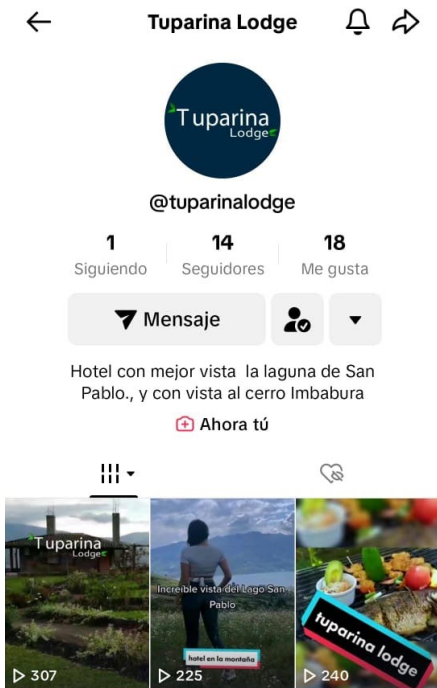 Tuparina Lodge
Tuparina
Lodge
@tuparinalodge
1
14
18
Siguiendo
Seguidores
Me gusta
Mensaje
Hotel con mejor vista  la laguna de San
Pablo., y con vista al cerro Imbabura
Ahora tú
Tuparina
Lodge
307
Increíble vista del Lago San
Pablo
hotel en la montaña
225
tuparina lodge
240